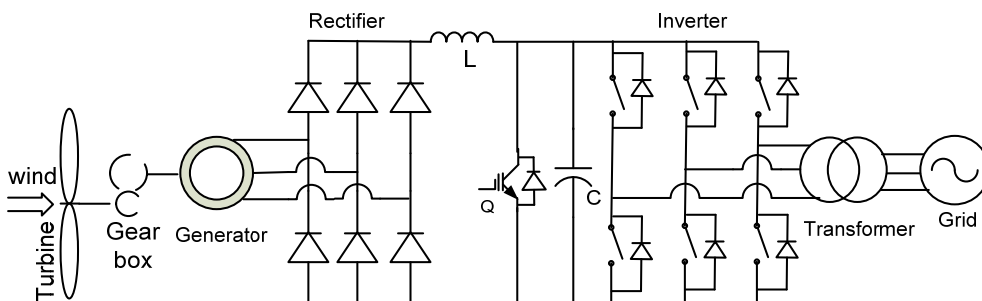 Rectifier
Inverter
L
wind
Q
C
Turbine
Gear
box
Generator
Transformer
Grid